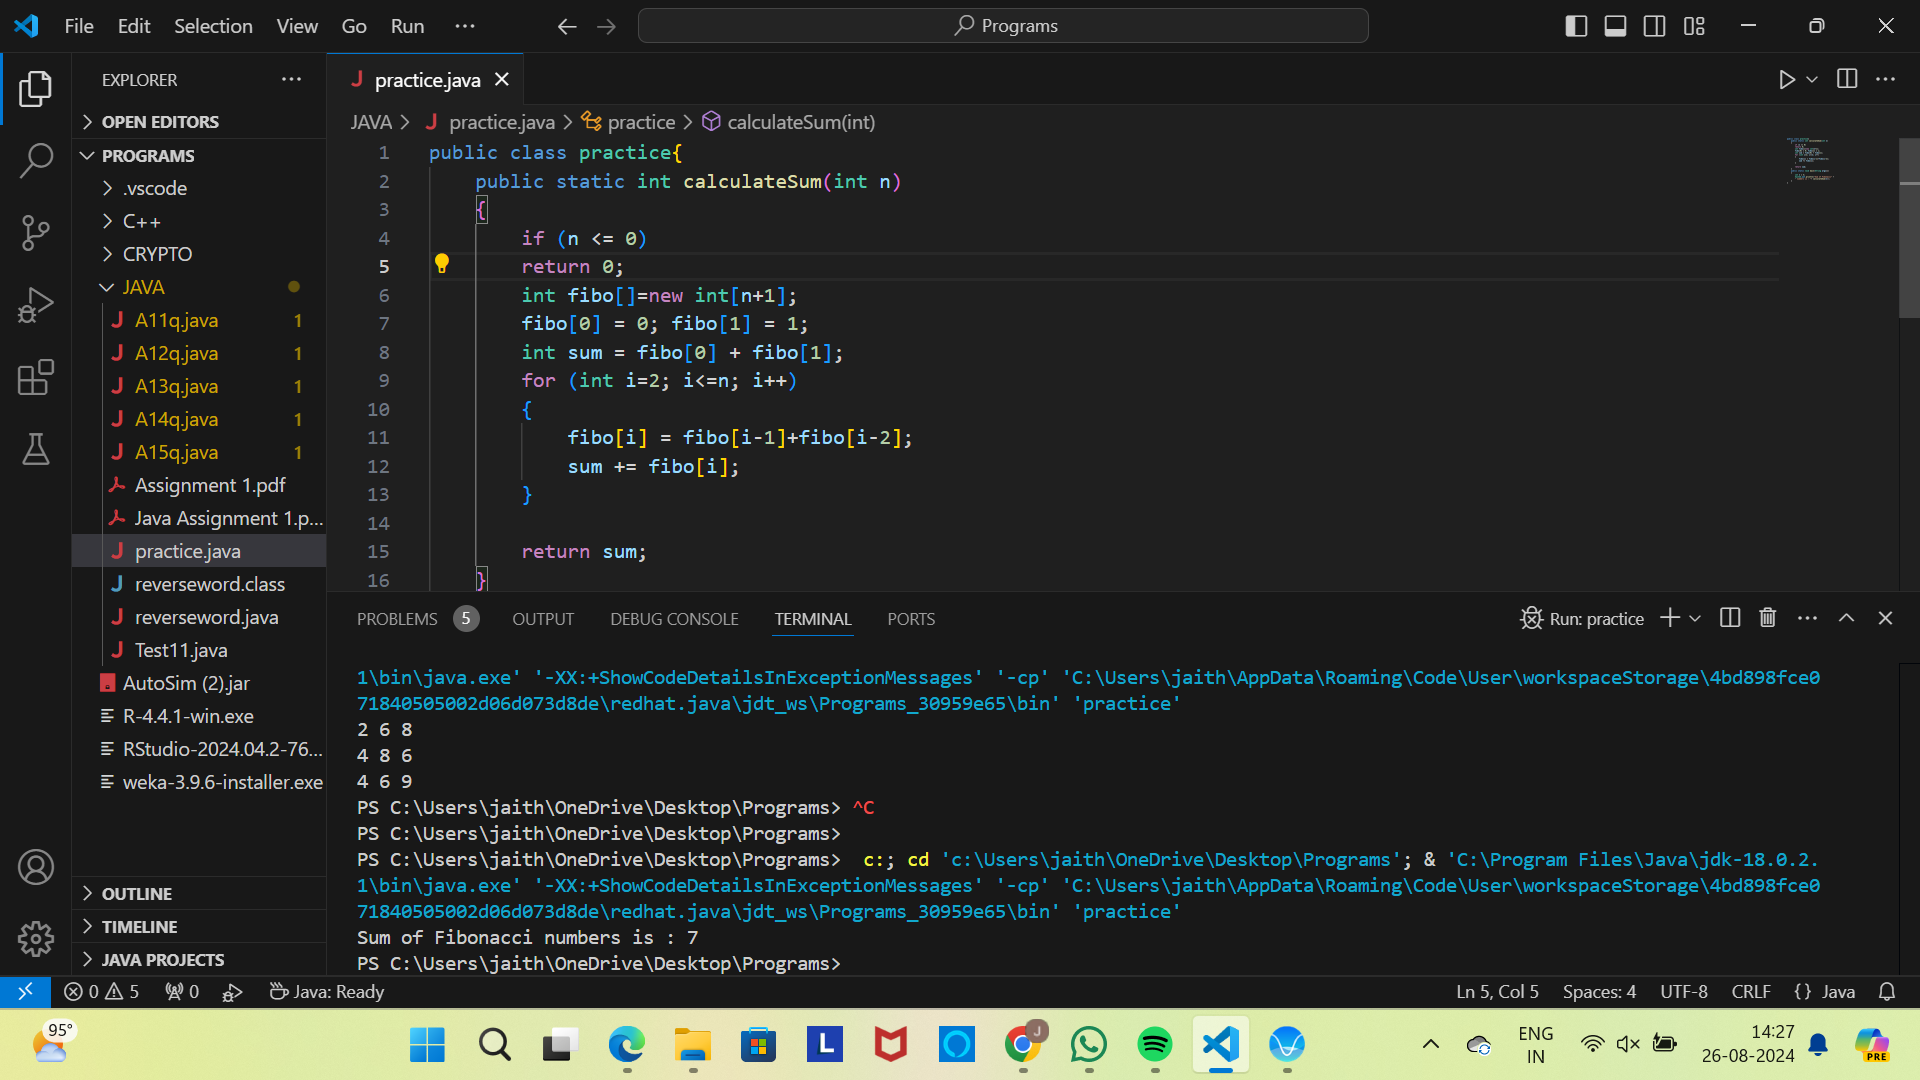 File Edit Selection View Go Run ··· Programs
EXPLORER ···
OPEN EDITORS
PROGRAMS
.vscode
C++
CRYPTO
JAVA
A11q.java 1
A12q.java 1
A13q.java 1
A14q.java 1
A15q.java 1
Assignment 1.pdf
Java Assignment 1.p...
practice.java
reverseword.class
reverseword.java
Test11.java
AutoSim (2).jar
R-4.4.1-win.exe
RStudio-2024.04.2-76...
weka-3.9.6-installer.exe
OUTLINE
TIMELINE
JAVA PROJECTS
practice.java
JAVA > practice.java > practice > calculateSum(int)
1 public class practice{
2 public static int calculateSum(int n)
3 {
4 if (n <= 0)
5 return 0;
6 int fibo[]=new int[n+1];
7 fibo[0] = 0; fibo[1] = 1;
8 int sum = fibo[0] + fibo[1];
9 for (int i=2; i<=n; i++)
10 {
11 fibo[i] = fibo[i-1]+fibo[i-2];
12 sum += fibo[i];
13 }
14
15 return sum;
16 }
PROBLEMS 5 OUTPUT DEBUG CONSOLE TERMINAL PORTS Run: practice
1\bin\java.exe' '-XX:+ShowCodeDetailsInExceptionMessages' '-cp' 'C:\Users\jaith\AppData\Roaming\Code\User\workspaceStorage\4bd898fce0
71840505002d06d073d8de\redhat.java\jdt_ws\Programs_30959e65\bin' 'practice'
2 6 8
4 8 6
4 6 9
PS C:\Users\jaith\OneDrive\Desktop\Programs> ^C
PS C:\Users\jaith\OneDrive\Desktop\Programs>
PS C:\Users\jaith\OneDrive\Desktop\Programs> c:; cd 'c:\Users\jaith\OneDrive\Desktop\Programs'; & 'C:\Program Files\Java\jdk-18.0.2.
1\bin\java.exe' '-XX:+ShowCodeDetailsInExceptionMessages' '-cp' 'C:\Users\jaith\AppData\Roaming\Code\User\workspaceStorage\4bd898fce0
71840505002d06d073d8de\redhat.java\jdt_ws\Programs_30959e65\bin' 'practice'
Sum of Fibonacci numbers is : 7
PS C:\Users\jaith\OneDrive\Desktop\Programs>
0 5 0 Java: Ready Ln 5, Col 5 Spaces: 4 UTF-8 CRLF {} Java
95° L J ENG 14:27
IN 26-08-2024 PRE